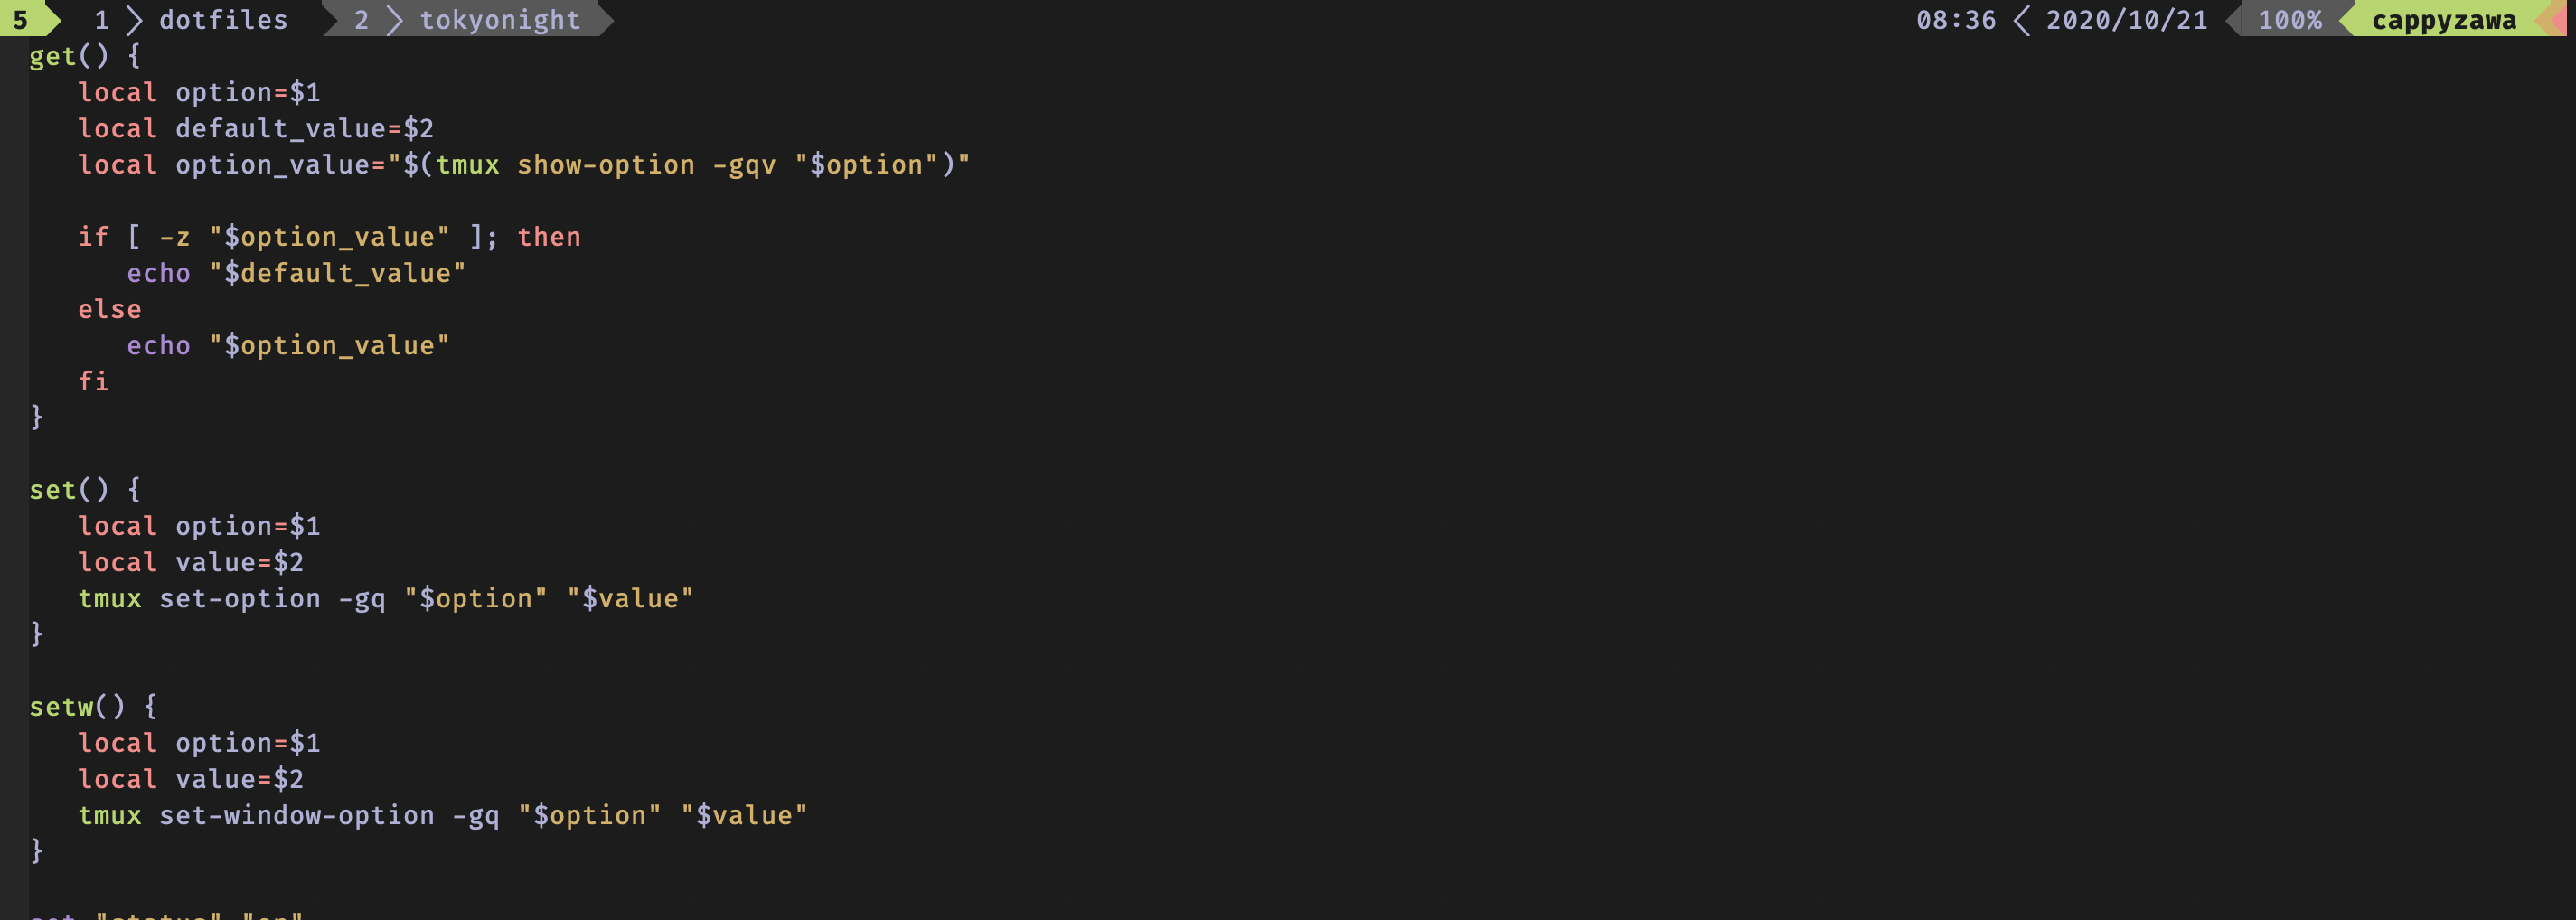 5 1 dotfiles 2 tokyonight 08:36 2020/10/21 100% cappyzawa
get() {
   local option=$1
   local default_value=$2
   local option_value="$(tmux show-option -gqv "$option")"

   if [ -z "$option_value" ]; then
      echo "$default_value"
   else
      echo "$option_value"
   fi
}

set() {
   local option=$1
   local value=$2
   tmux set-option -gq "$option" "$value"
}

setw() {
   local option=$1
   local value=$2
   tmux set-window-option -gq "$option" "$value"
}

set "status" "on"